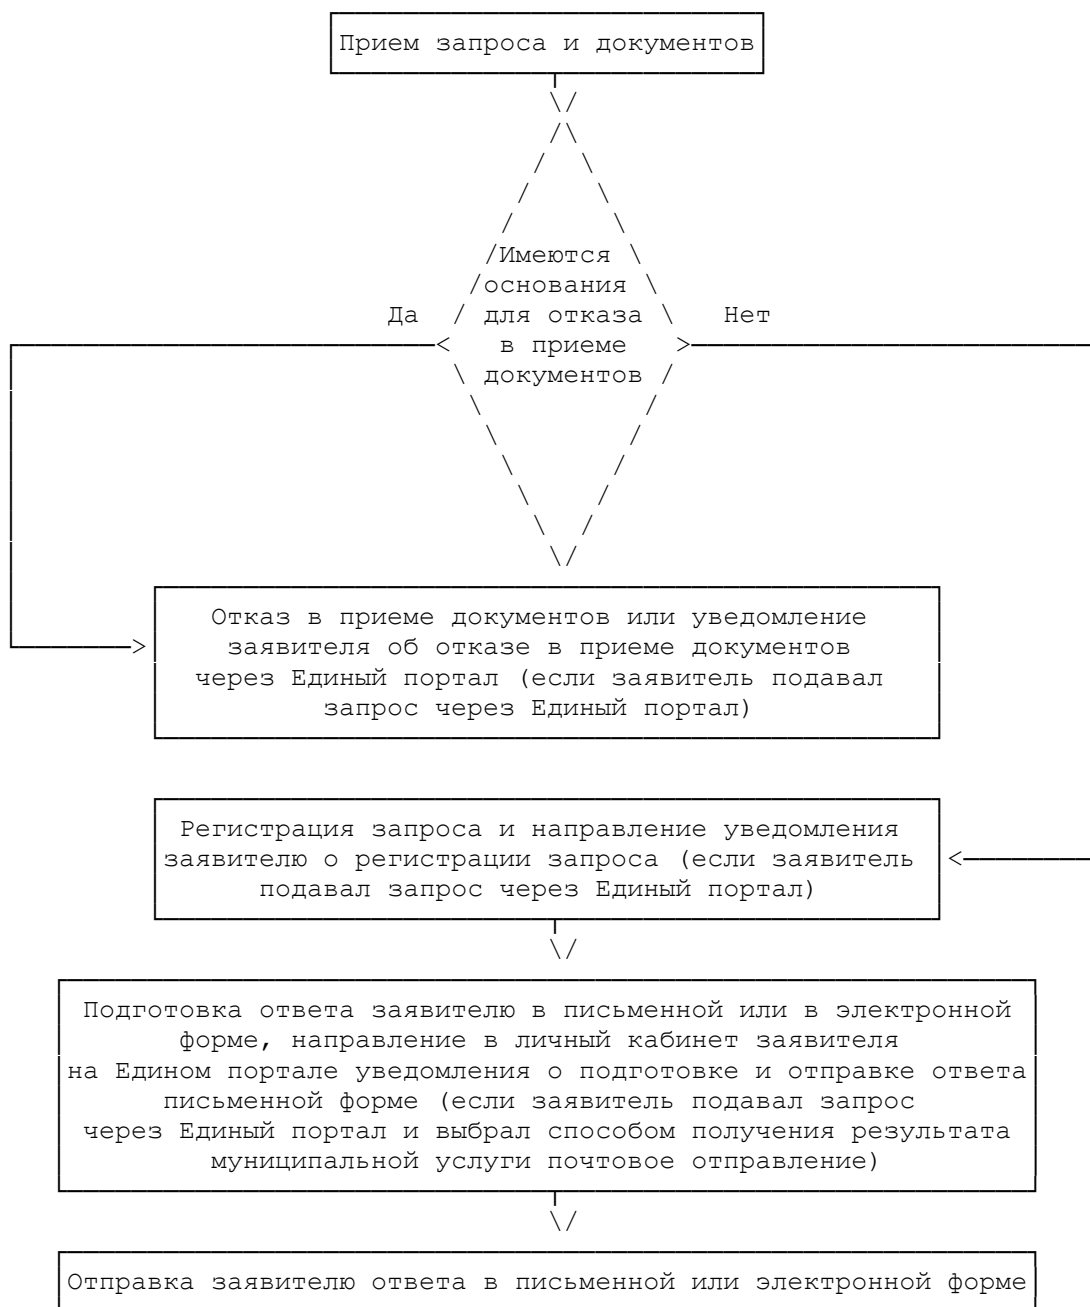 Прием запроса и документов
Имеются
основания
Да для отказа Нет
в приеме
документов
Отказ в приеме документов или уведомление
заявителя об отказе в приеме документов
через Единый портал (если заявитель подавал
запрос через Единый портал)
Регистрация запроса и направление уведомления
заявителю о регистрации запроса (если заявитель
подавал запрос через Единый портал)
Подготовка ответа заявителю в письменной или в электронной
форме, направление в личный кабинет заявителя
на Едином портале уведомления о подготовке и отправке ответа
письменной форме (если заявитель подавал запрос
через Единый портал и выбрал способом получения результата
муниципальной услуги почтовое отправление)
Отправка заявителю ответа в письменной или электронной форме